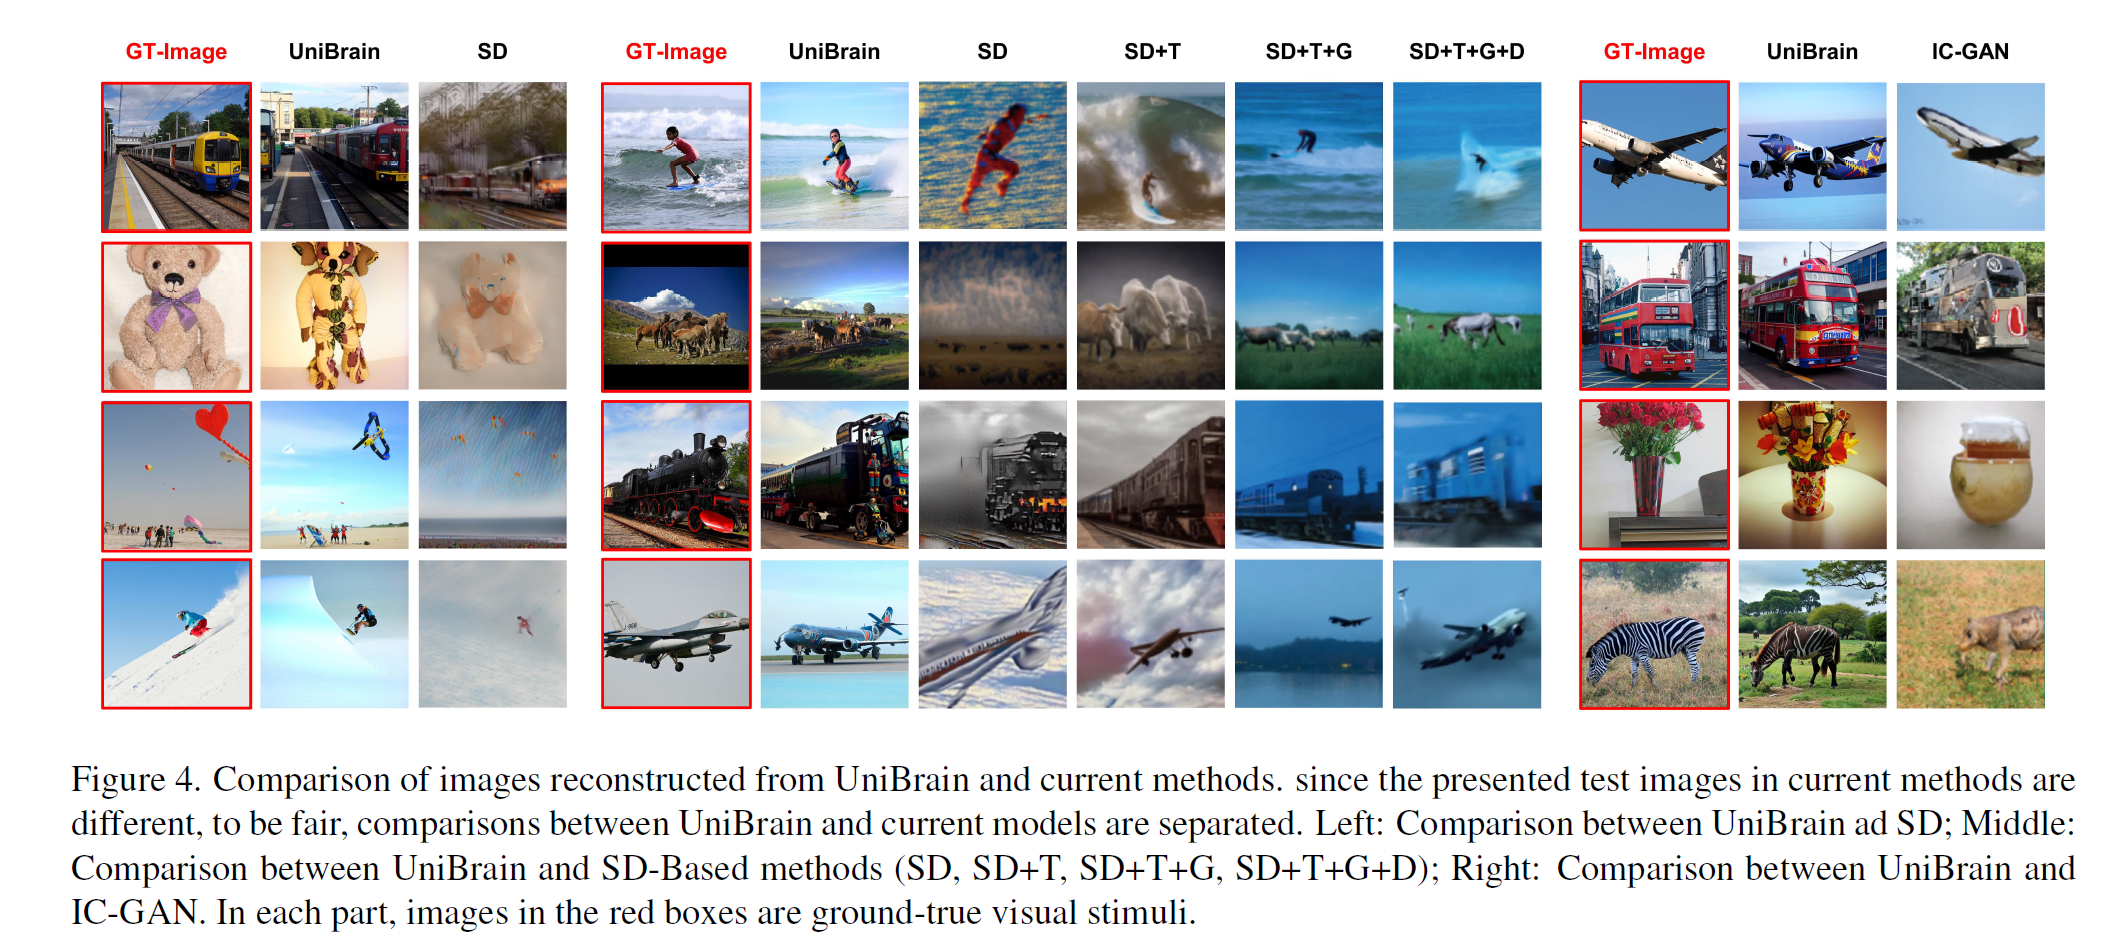 GT-Image UniBrain SD GT-Image UniBrain SD SD+T SD+T+G SD+T+G+D GT-Image UniBrain IC-GAN
Figure 4. Comparison of images reconstructed from UniBrain and current methods. since the presented test images in current methods are
different, to be fair, comparisons between UniBrain and current models are separated. Left: Comparison between UniBrain ad SD; Middle:
Comparison between UniBrain and SD-Based methods (SD, SD+T, SD+T+G, SD+T+G+D); Right: Comparison between UniBrain and
IC-GAN. In each part, images in the red boxes are ground-true visual stimuli.